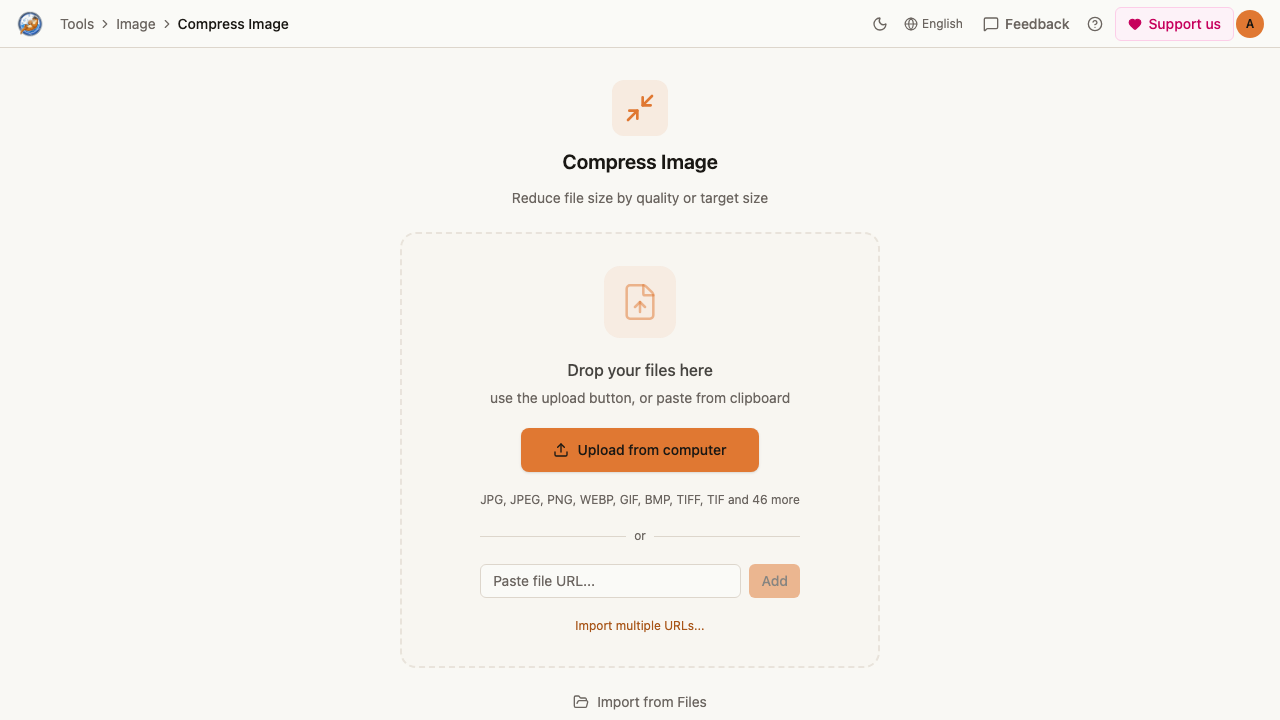 Tools > Image > Compress Image
English
Feedback
Support us
A
Compress Image
Reduce file size by quality or target size
Drop your files here
use the upload button, or paste from clipboard
Upload from computer
JPG, JPEG, PNG, WEBP, GIF, BMP, TIFF, TIF and 46 more
or
Paste file URL...
Add
Import multiple URLs...
Import from Files